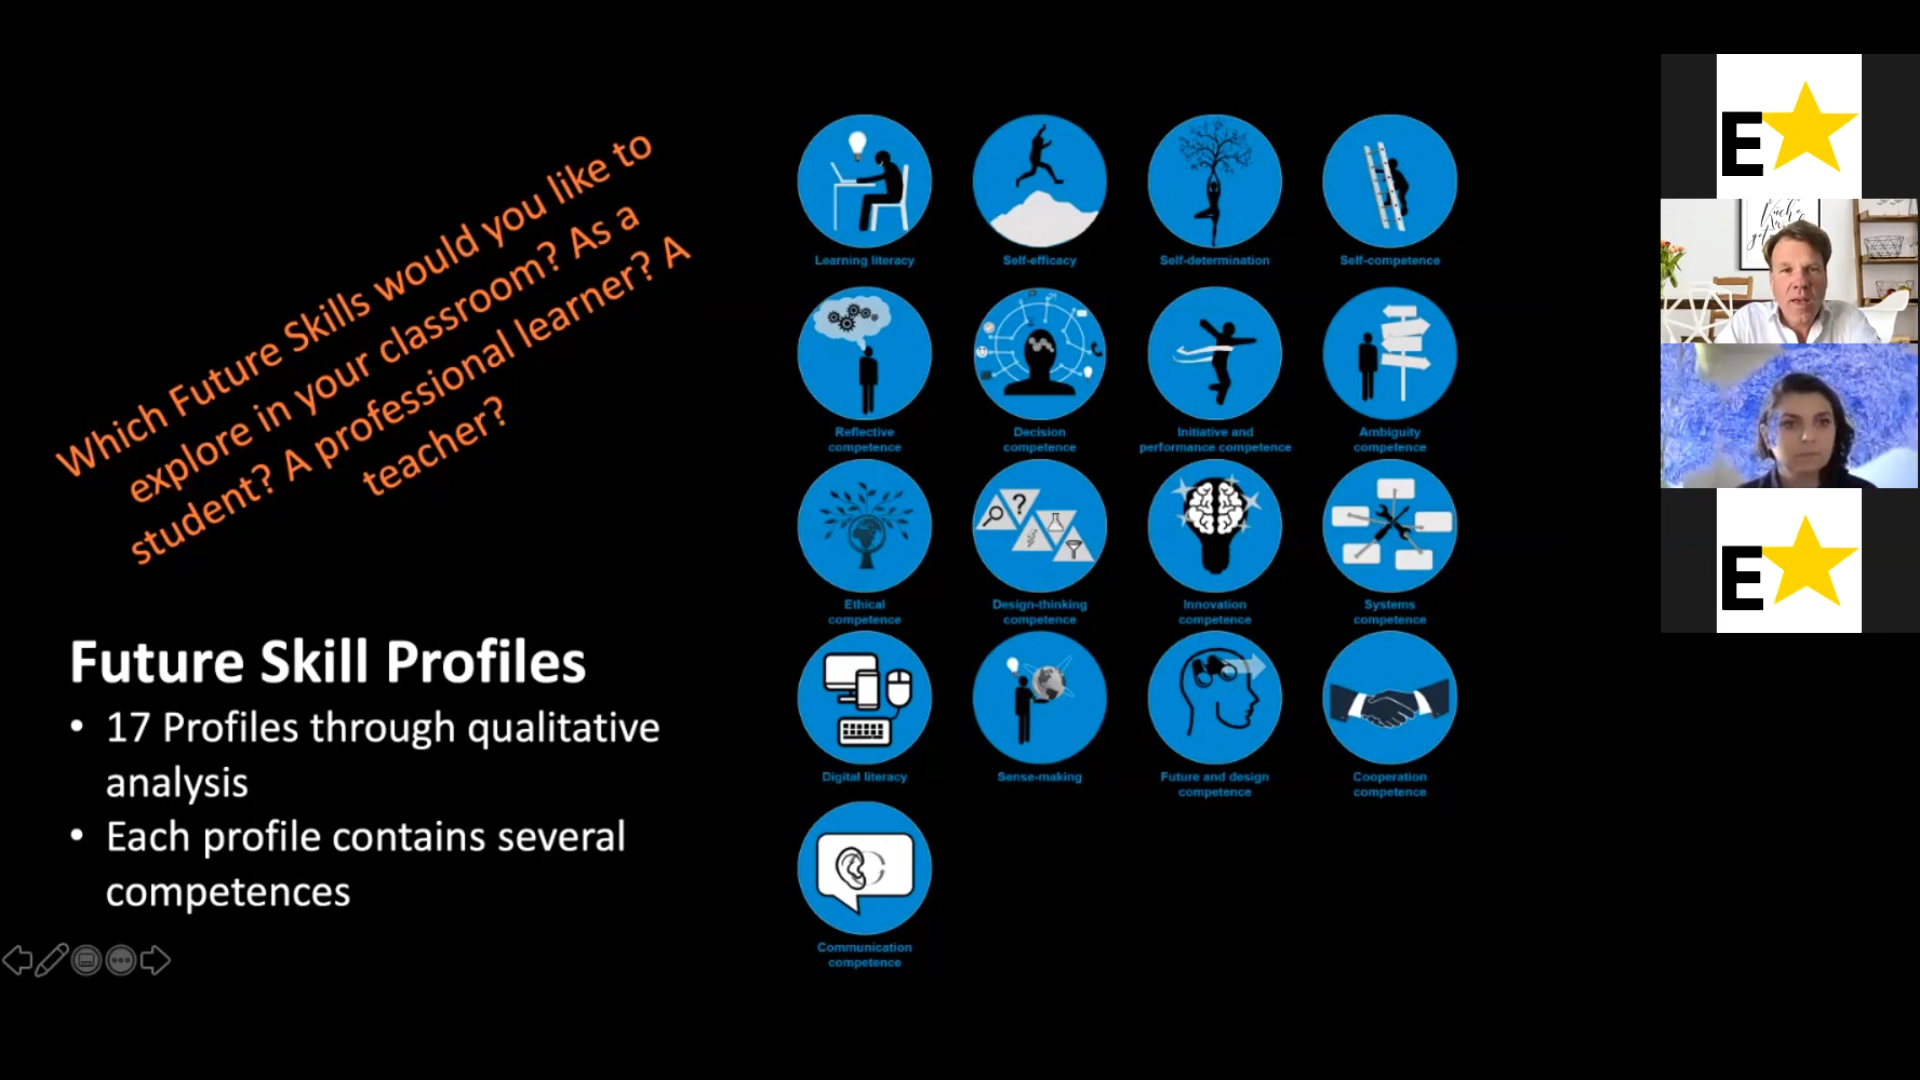 Which Future Skills would you like to
explore in your classroom? As a
student? A professional learner? A
teacher?
Future Skill Profiles
• 17 Profiles through qualitative
analysis
• Each profile contains several
competences
Learning literacy
Self-efficacy
Self-determination
Self-competence
Reflective
competence
Decision
competence
Initiative and
performance competence
Ambiguity
competence
?
Ethical
competence
Design-thinking
competence
Innovation
competence
Systems
competence
Digital literacy
Sense-making
Future and design
competence
Cooperation
competence
Communication
competence
E
E